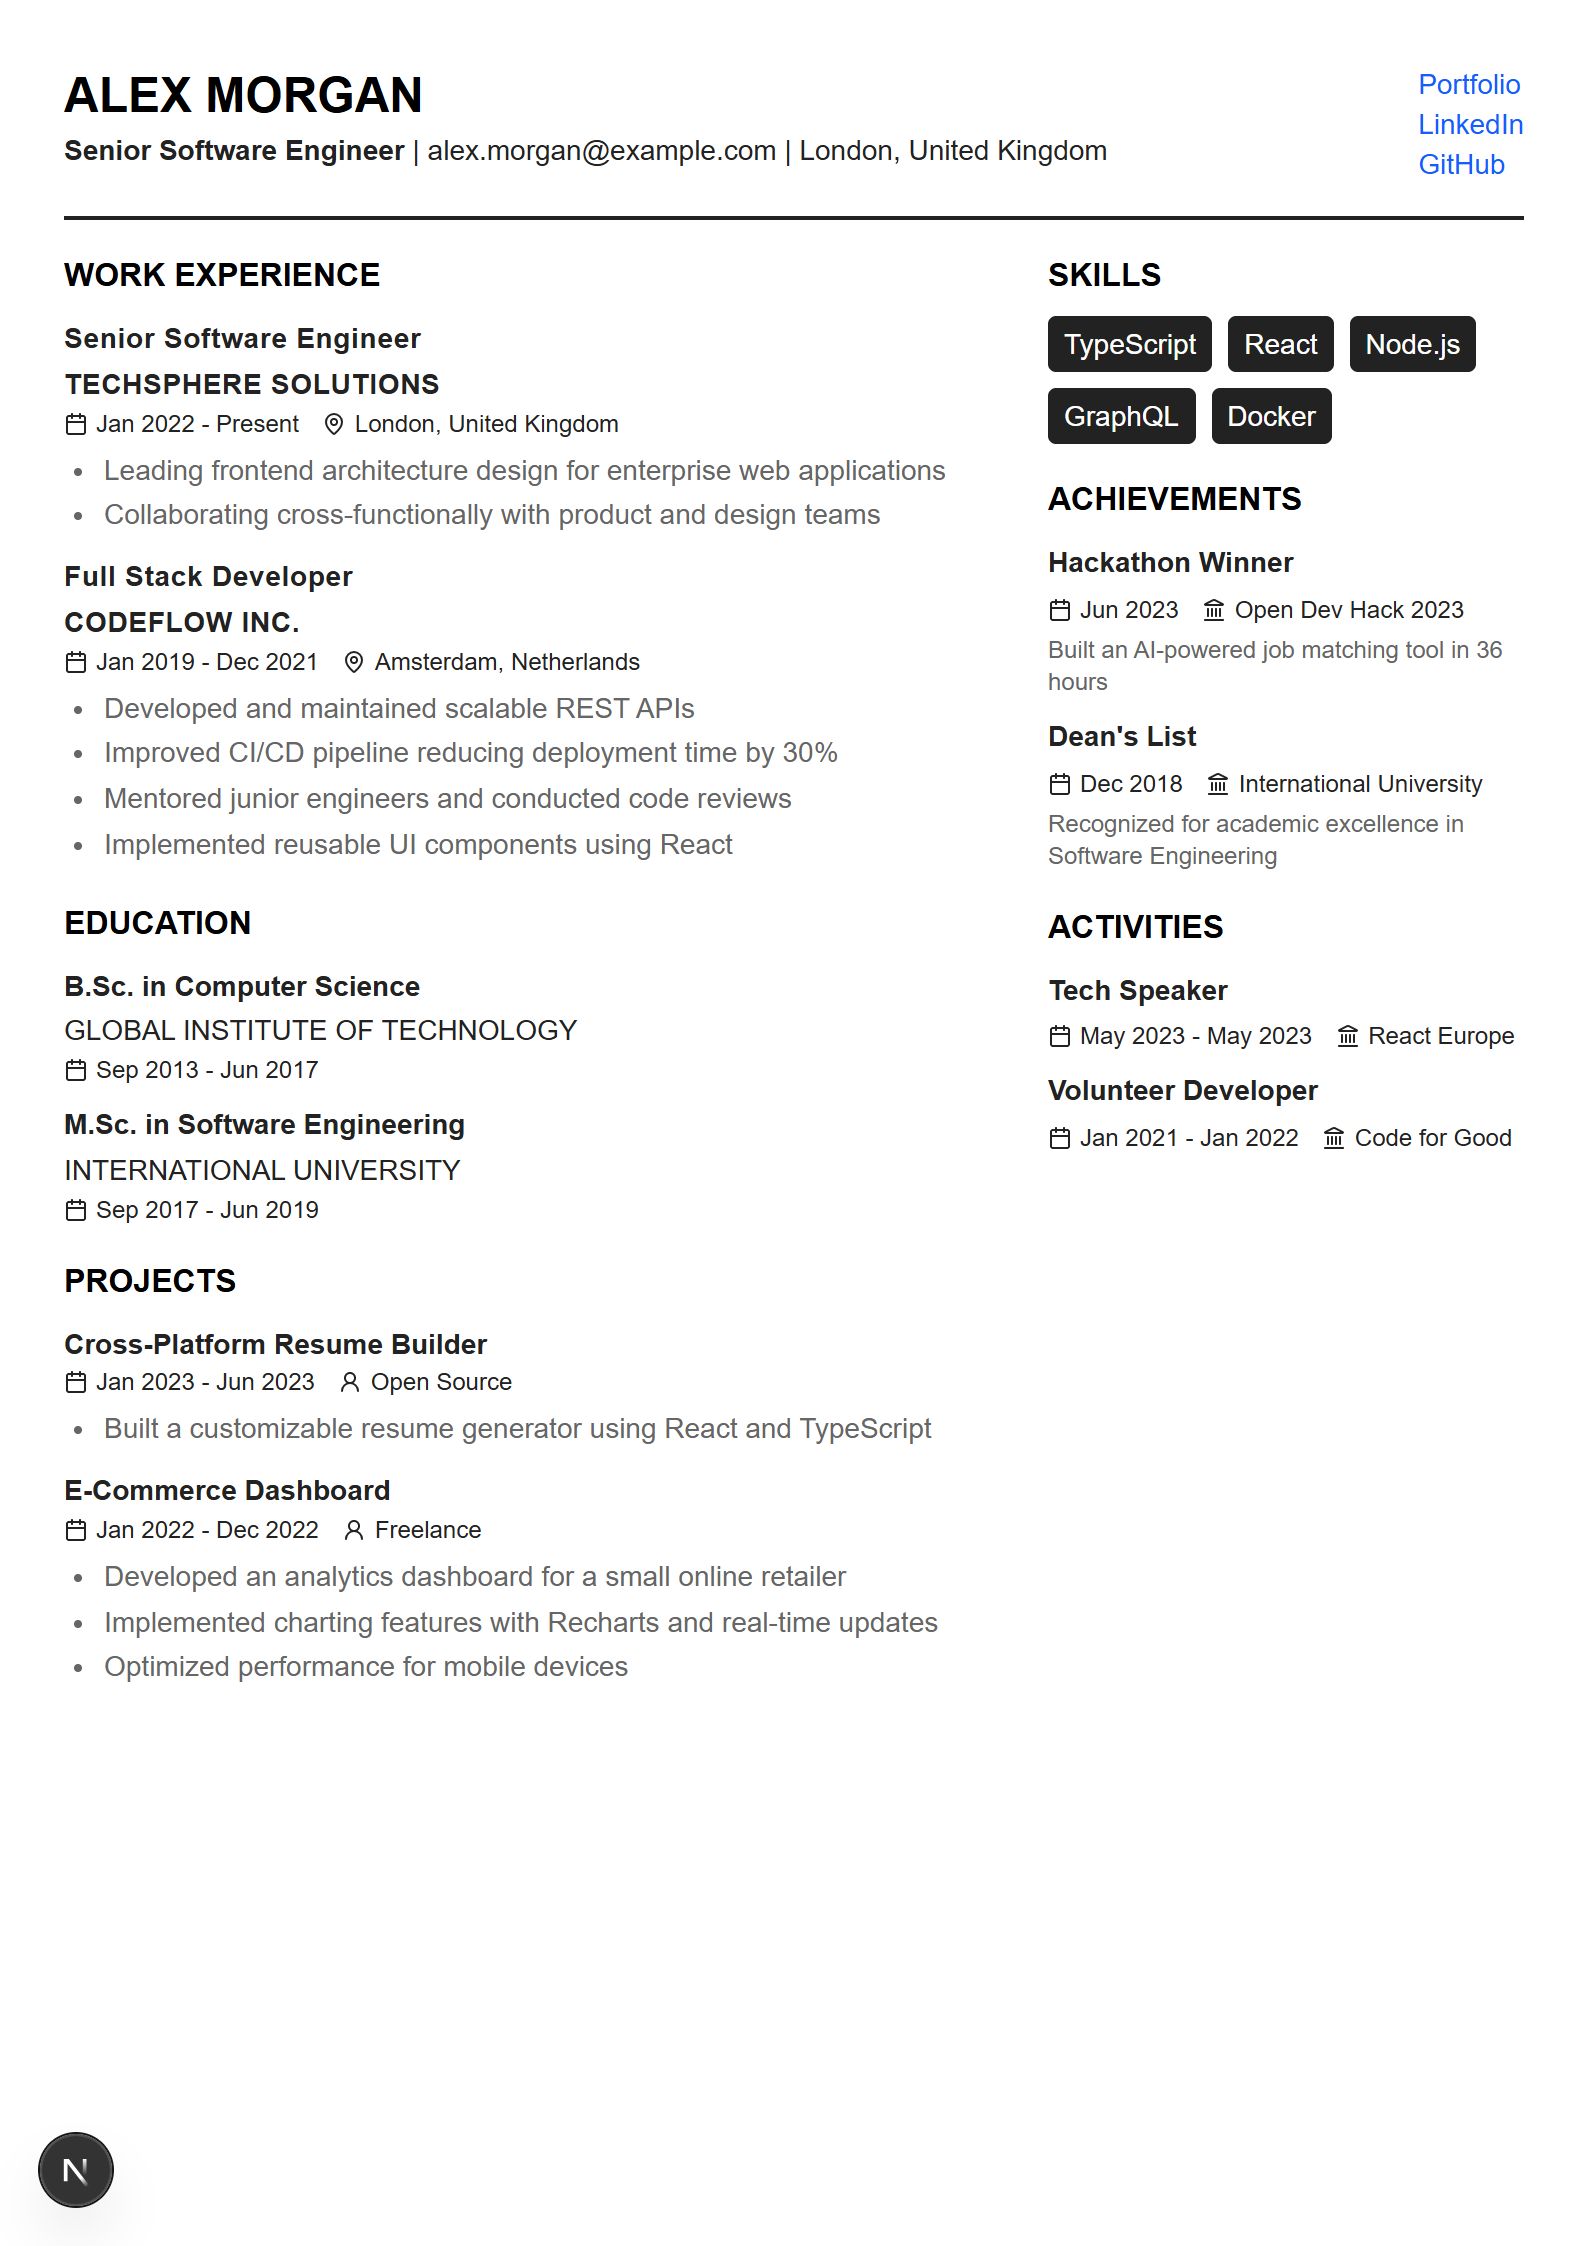 ALEX MORGAN
Senior Software Engineer | alex.morgan@example.com | London, United Kingdom
Portfolio
LinkedIn
GitHub
WORK EXPERIENCE
Senior Software Engineer
TECHSPHERE SOLUTIONS
Jan 2022 - Present London, United Kingdom
• Leading frontend architecture design for enterprise web applications
• Collaborating cross-functionally with product and design teams
Full Stack Developer
CODEFLOW INC.
Jan 2019 - Dec 2021 Amsterdam, Netherlands
• Developed and maintained scalable REST APIs
• Improved CI/CD pipeline reducing deployment time by 30%
• Mentored junior engineers and conducted code reviews
• Implemented reusable UI components using React
EDUCATION
B.Sc. in Computer Science
GLOBAL INSTITUTE OF TECHNOLOGY
Sep 2013 - Jun 2017
M.Sc. in Software Engineering
INTERNATIONAL UNIVERSITY
Sep 2017 - Jun 2019
PROJECTS
Cross-Platform Resume Builder
Jan 2023 - Jun 2023 Open Source
• Built a customizable resume generator using React and TypeScript
E-Commerce Dashboard
Jan 2022 - Dec 2022 Freelance
• Developed an analytics dashboard for a small online retailer
• Implemented charting features with Recharts and real-time updates
• Optimized performance for mobile devices
SKILLS
TypeScript React Node.js
GraphQL Docker
ACHIEVEMENTS
Hackathon Winner
Jun 2023 Open Dev Hack 2023
Built an AI-powered job matching tool in 36
hours
Dean's List
Dec 2018 International University
Recognized for academic excellence in
Software Engineering
ACTIVITIES
Tech Speaker
May 2023 - May 2023 React Europe
Volunteer Developer
Jan 2021 - Jan 2022 Code for Good
N